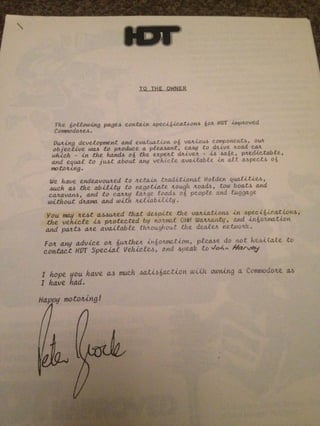 HDT
TO THE OWNER
The following pages contain specifications for HDT improved
Commodores.
During development and evaluation of various components, our
objective was to produce a pleasant, easy to drive road car
which - in the hands of the expert driver - is safe, predictable,
and equal to just about any vehicle available in all aspects of
motoring.
We have endeavoured to retain traditional Holden qualities,
such as the ability to negotiate rough roads, tow boats and
caravans, and to carry large loads of people and luggage
without drama and with reliability.
You may rest assured that despite the variations in specifications,
the vehicle is protected by normal GMH Warranty, and information
and parts are available throughout the dealer network.
For any advice or further information, please do not hesitate to
contact HDT Special Vehicles, and speak to John Harvey
I hope you have as much satisfaction with owning a Commodore as
I have had.
Happy motoring!
Peter Brock